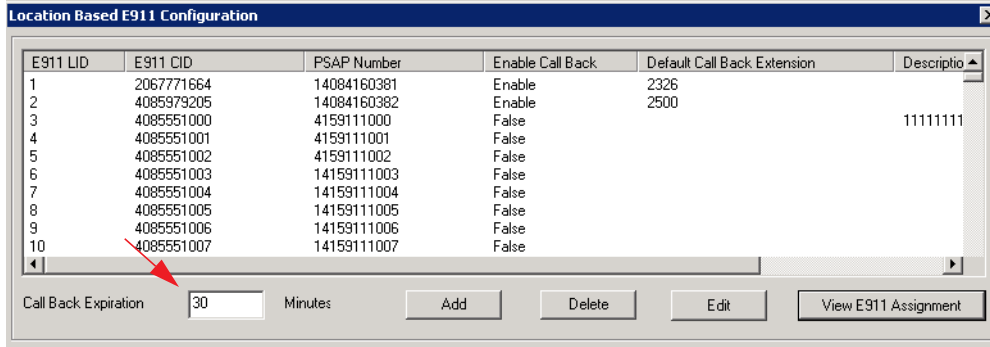 Location Based E911 Configuration
E911 LID E911 CID PSAP Number Enable Call Back Default Call Back Extension Descriptio
1 2067771664 14084160381 Enable 2326
2 4085979205 14084160382 Enable 2500
3 4085551000 4159111000 False 11111111
4 4085551001 4159111001 False
5 4085551002 4159111002 False
6 4085551003 14159111003 False
7 4085551004 14159111004 False
8 4085551005 14159111005 False
9 4085551006 14159111006 False
10 4085551007 14159111007 False
Call Back Expiration 30 Minutes Add Delete Edit View E911 Assignment